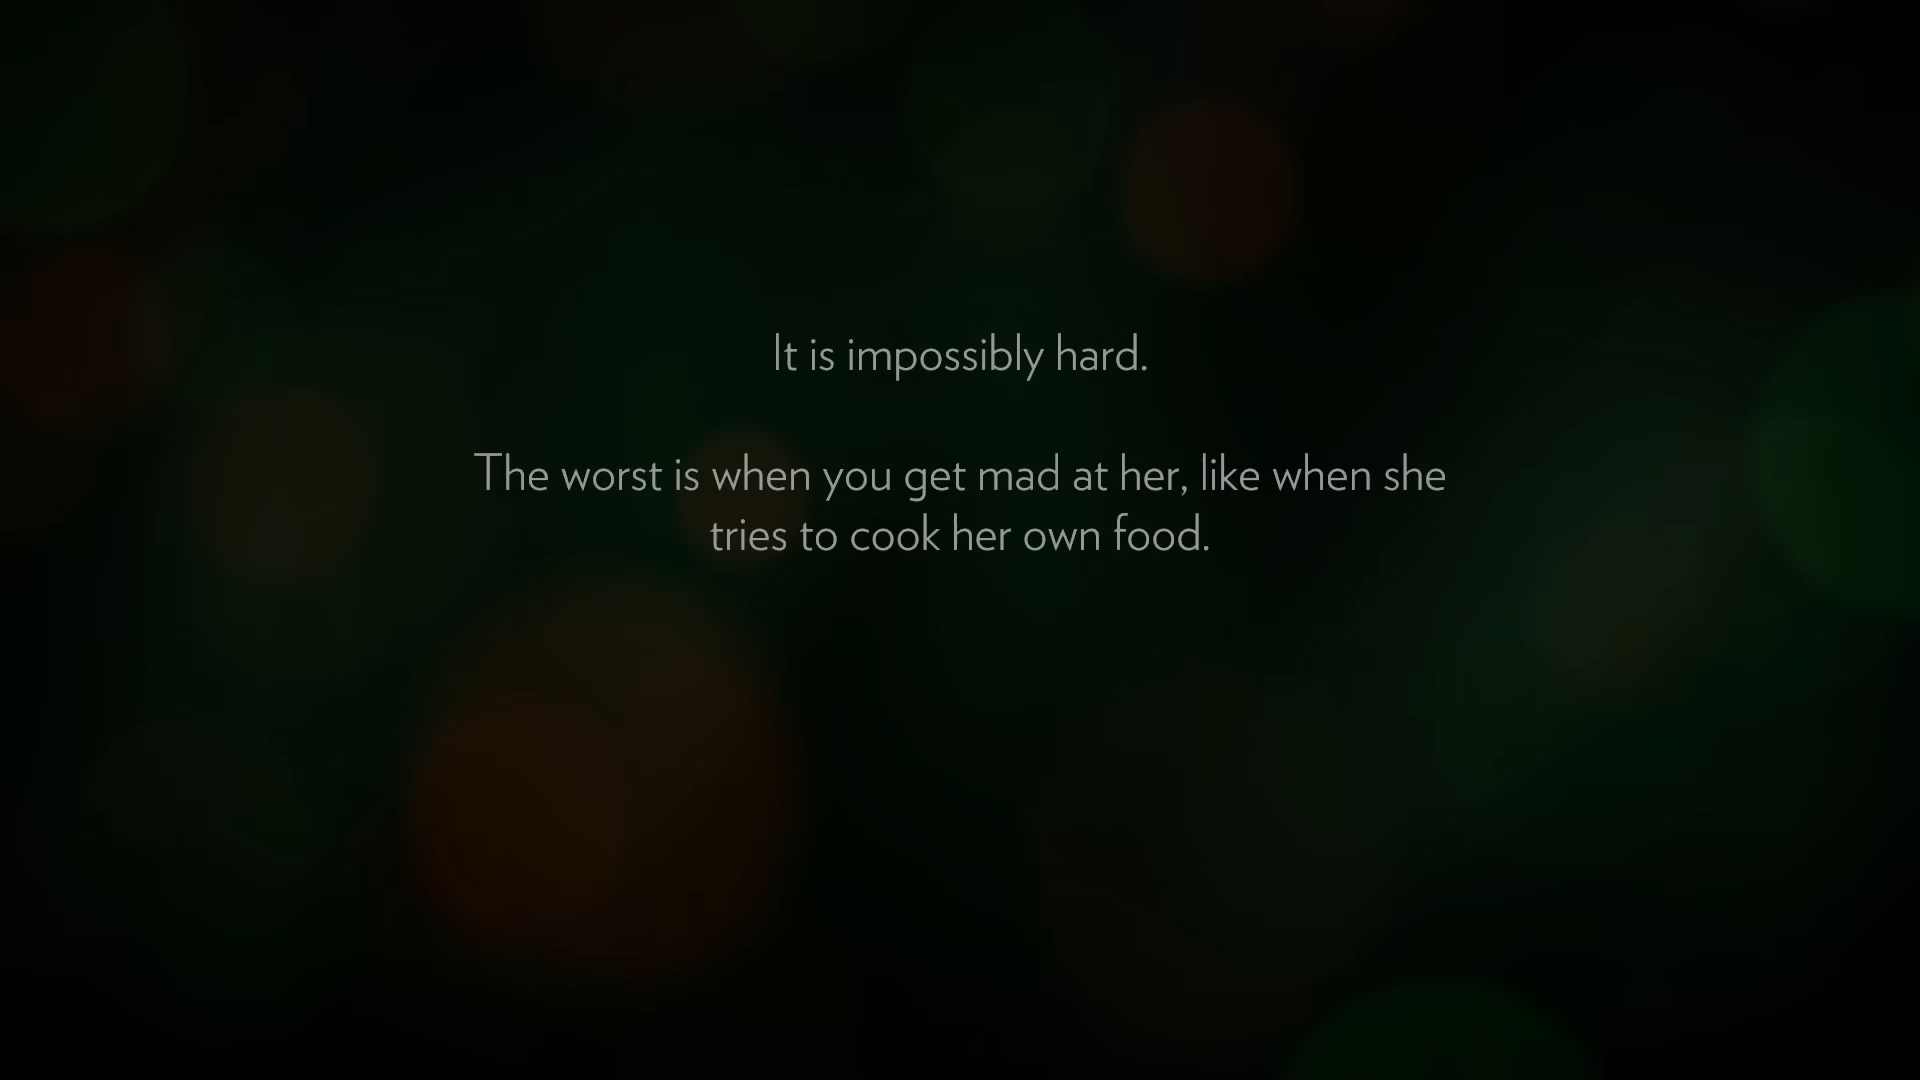 It is impossibly hard.
The worst is when you get mad at her, like when she
tries to cook her own food.